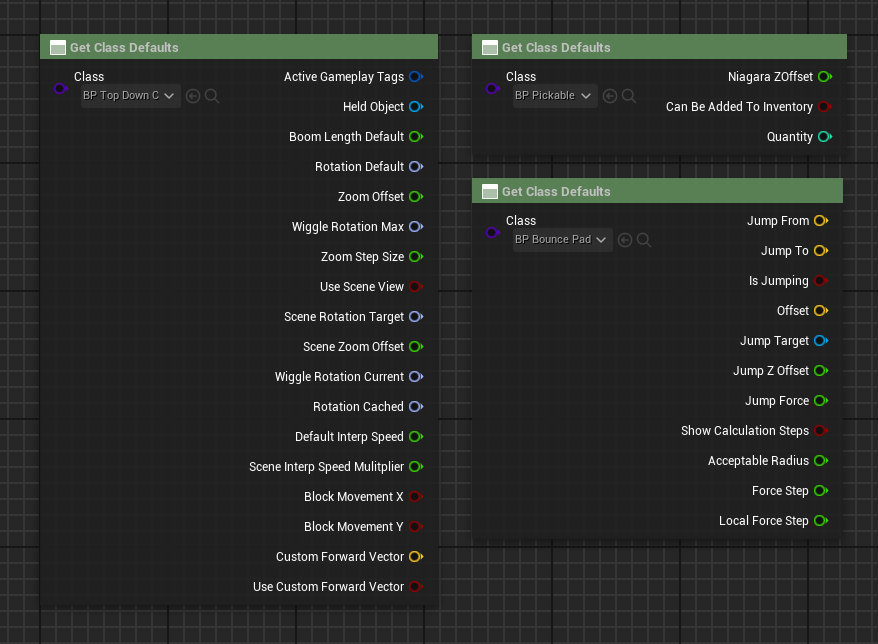 Get Class Defaults
Class
BP Top Down C
Active Gameplay Tags
Held Object
Boom Length Default
Rotation Default
Zoom Offset
Wiggle Rotation Max
Zoom Step Size
Use Scene View
Scene Rotation Target
Scene Zoom Offset
Wiggle Rotation Current
Rotation Cached
Default Interp Speed
Scene Interp Speed Mulitplier
Block Movement X
Block Movement Y
Custom Forward Vector
Use Custom Forward Vector
Get Class Defaults
Class
BP Pickable
Niagara ZOffset
Can Be Added To Inventory
Quantity
Get Class Defaults
Class
BP Bounce Pad
Jump From
Jump To
Is Jumping
Offset
Jump Target
Jump Z Offset
Jump Force
Show Calculation Steps
Acceptable Radius
Force Step
Local Force Step